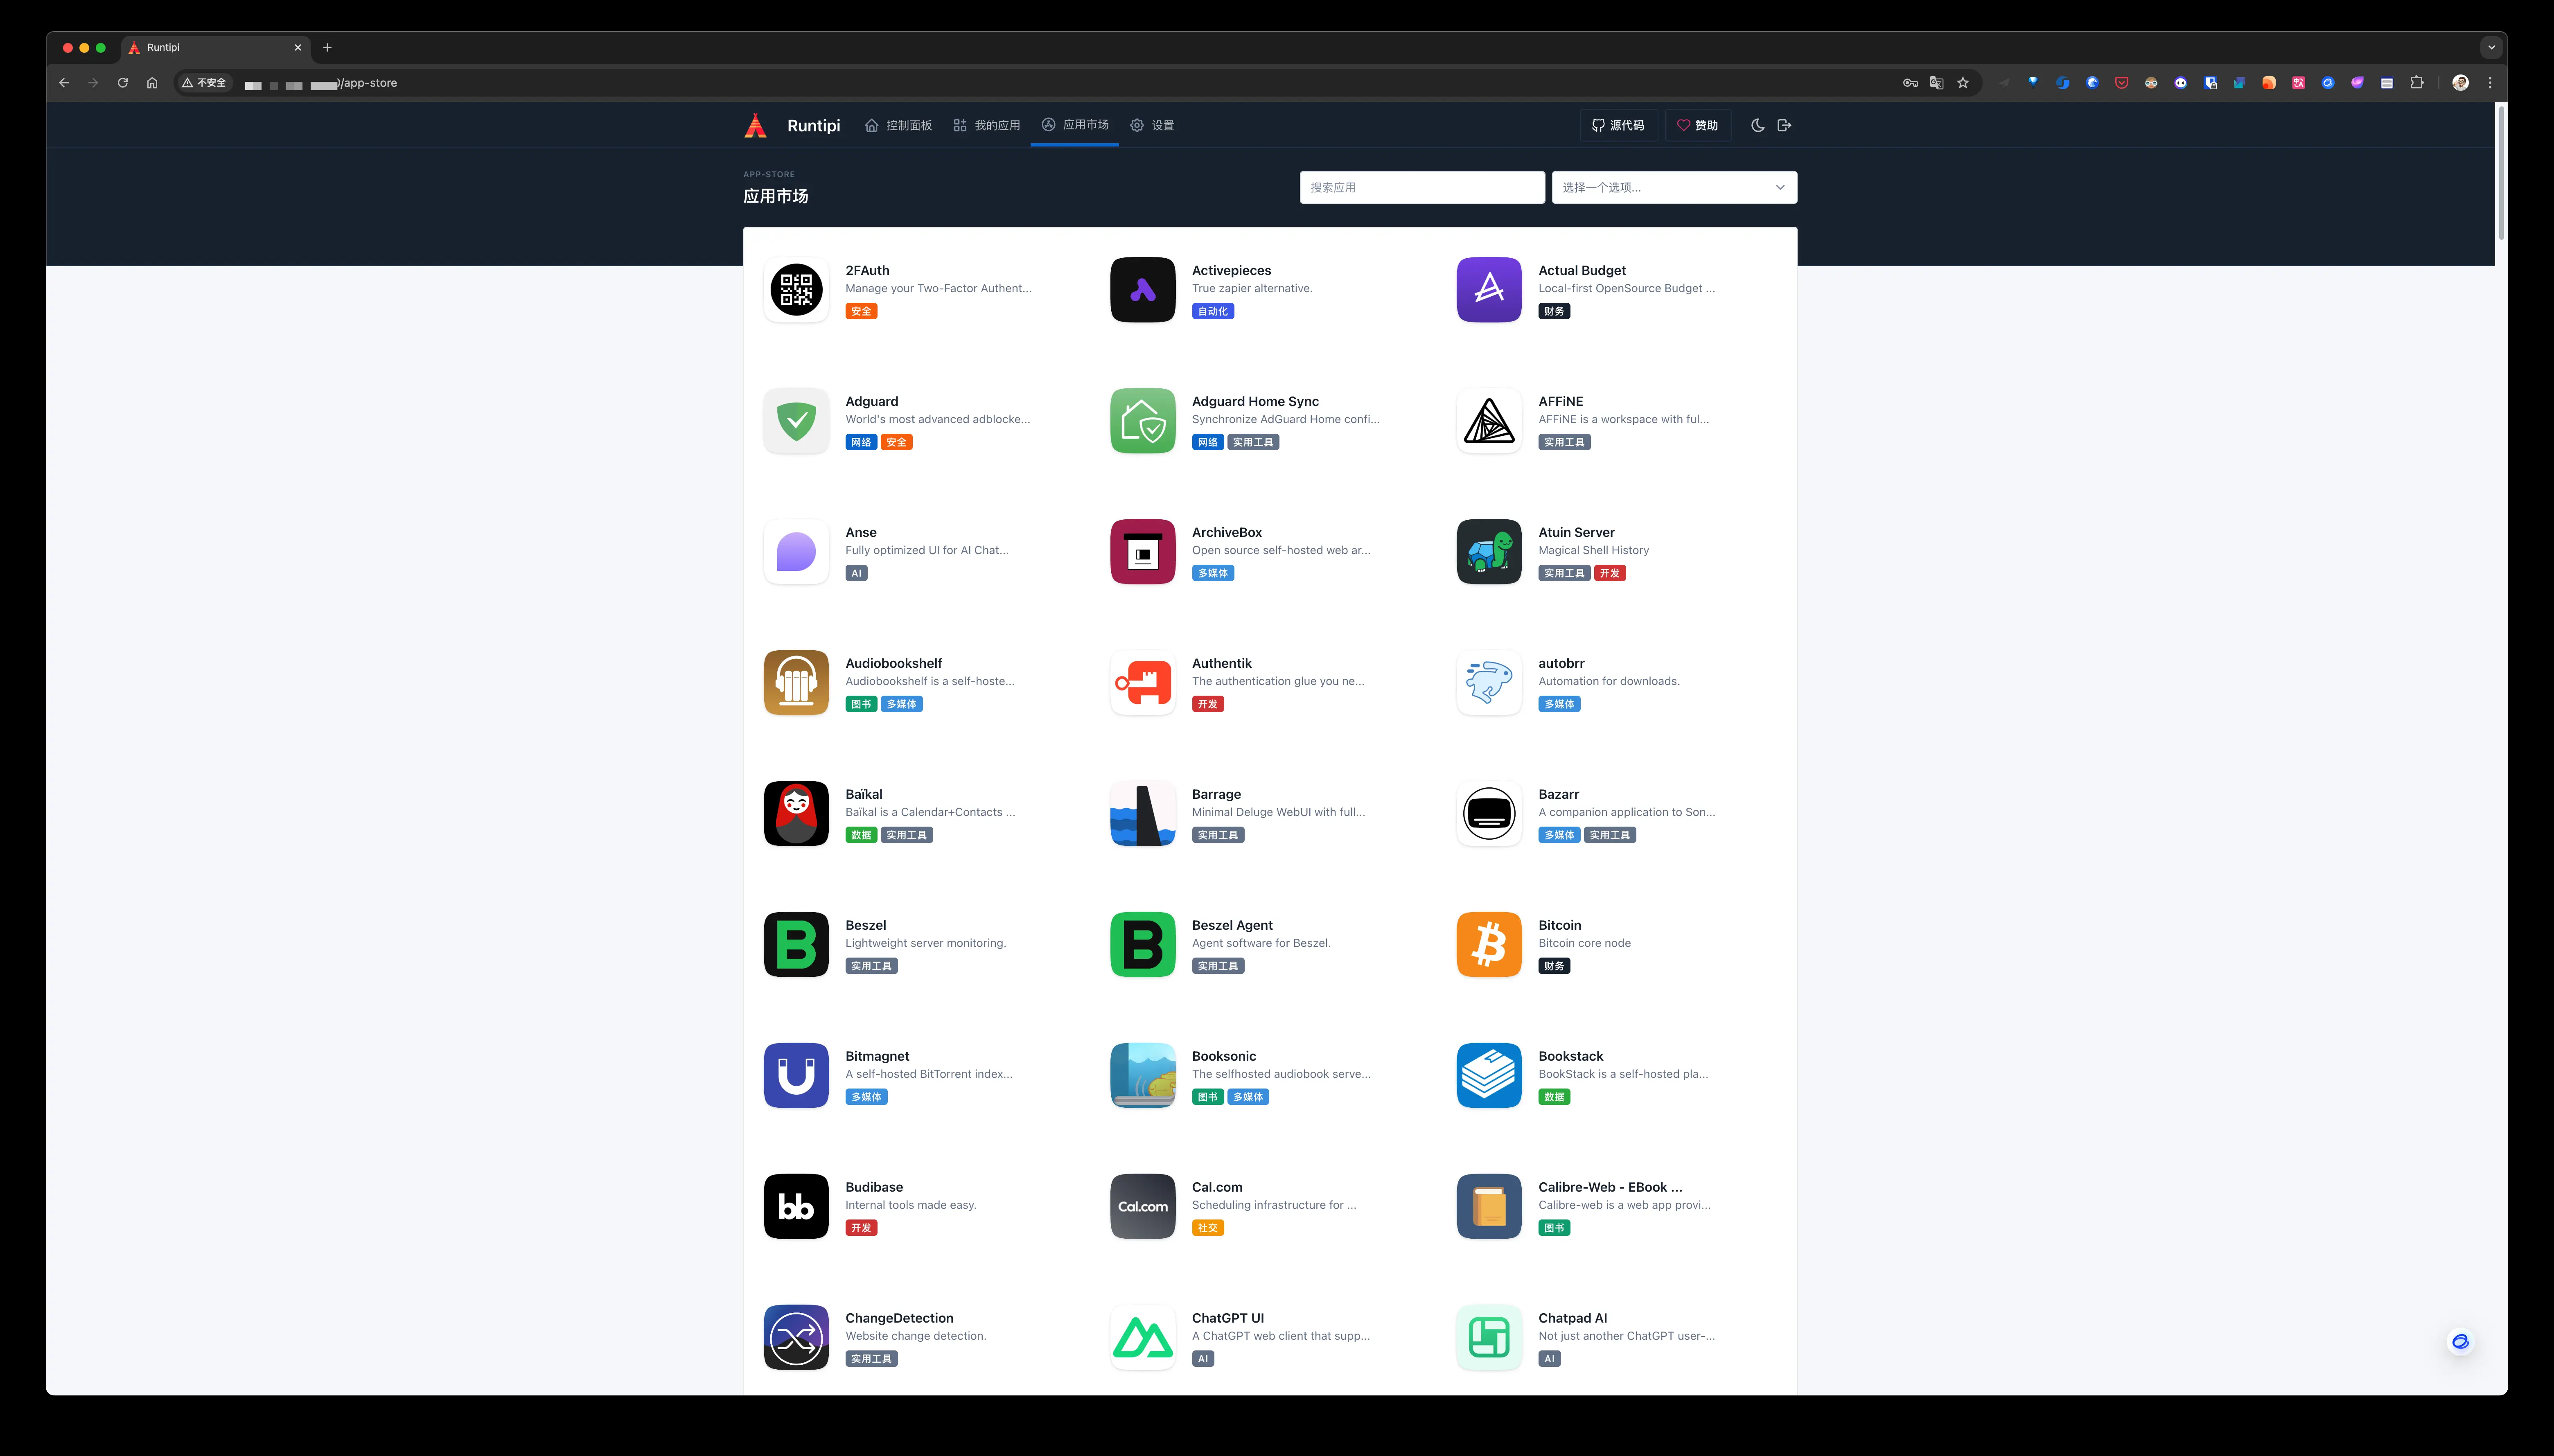 Runtipi
不安全
/app-store
Runtipi 控制面板 我的应用 应用市场 设置 源代码 赞助
APP-STORE
应用市场
搜索应用 选择一个选项...
2FAuth
Manage your Two-Factor Authent...
安全
Activepieces
True zapier alternative.
自动化
Actual Budget
Local-first OpenSource Budget ...
财务
Adguard
World's most advanced adblocke...
网络 安全
Adguard Home Sync
Synchronize AdGuard Home confi...
网络 实用工具
AFFiNE
AFFiNE is a workspace with ful...
实用工具
Anse
Fully optimized UI for AI Chat...
AI
ArchiveBox
Open source self-hosted web ar...
多媒体
Atuin Server
Magical Shell History
实用工具 开发
Audiobookshelf
Audiobookshelf is a self-hoste...
图书 多媒体
Authentik
The authentication glue you ne...
开发
autobrr
Automation for downloads.
多媒体
Baïkal
Baïkal is a Calendar+Contacts ...
数据 实用工具
Barrage
Minimal Deluge WebUI with full...
实用工具
Bazarr
A companion application to Son...
多媒体 实用工具
Beszel
Lightweight server monitoring.
实用工具
Beszel Agent
Agent software for Beszel.
实用工具
Bitcoin
Bitcoin core node
财务
Bitmagnet
A self-hosted BitTorrent index...
多媒体
Booksonic
The selfhosted audiobook serve...
图书 多媒体
Bookstack
BookStack is a self-hosted pla...
数据
bb
Budibase
Internal tools made easy.
开发
Cal.com
Cal.com
Scheduling infrastructure for ...
社交
Calibre-Web - EBook ...
Calibre-web is a web app provi...
图书
ChangeDetection
Website change detection.
实用工具
ChatGPT UI
A ChatGPT web client that supp...
AI
Chatpad AI
Not just another ChatGPT user-...
AI